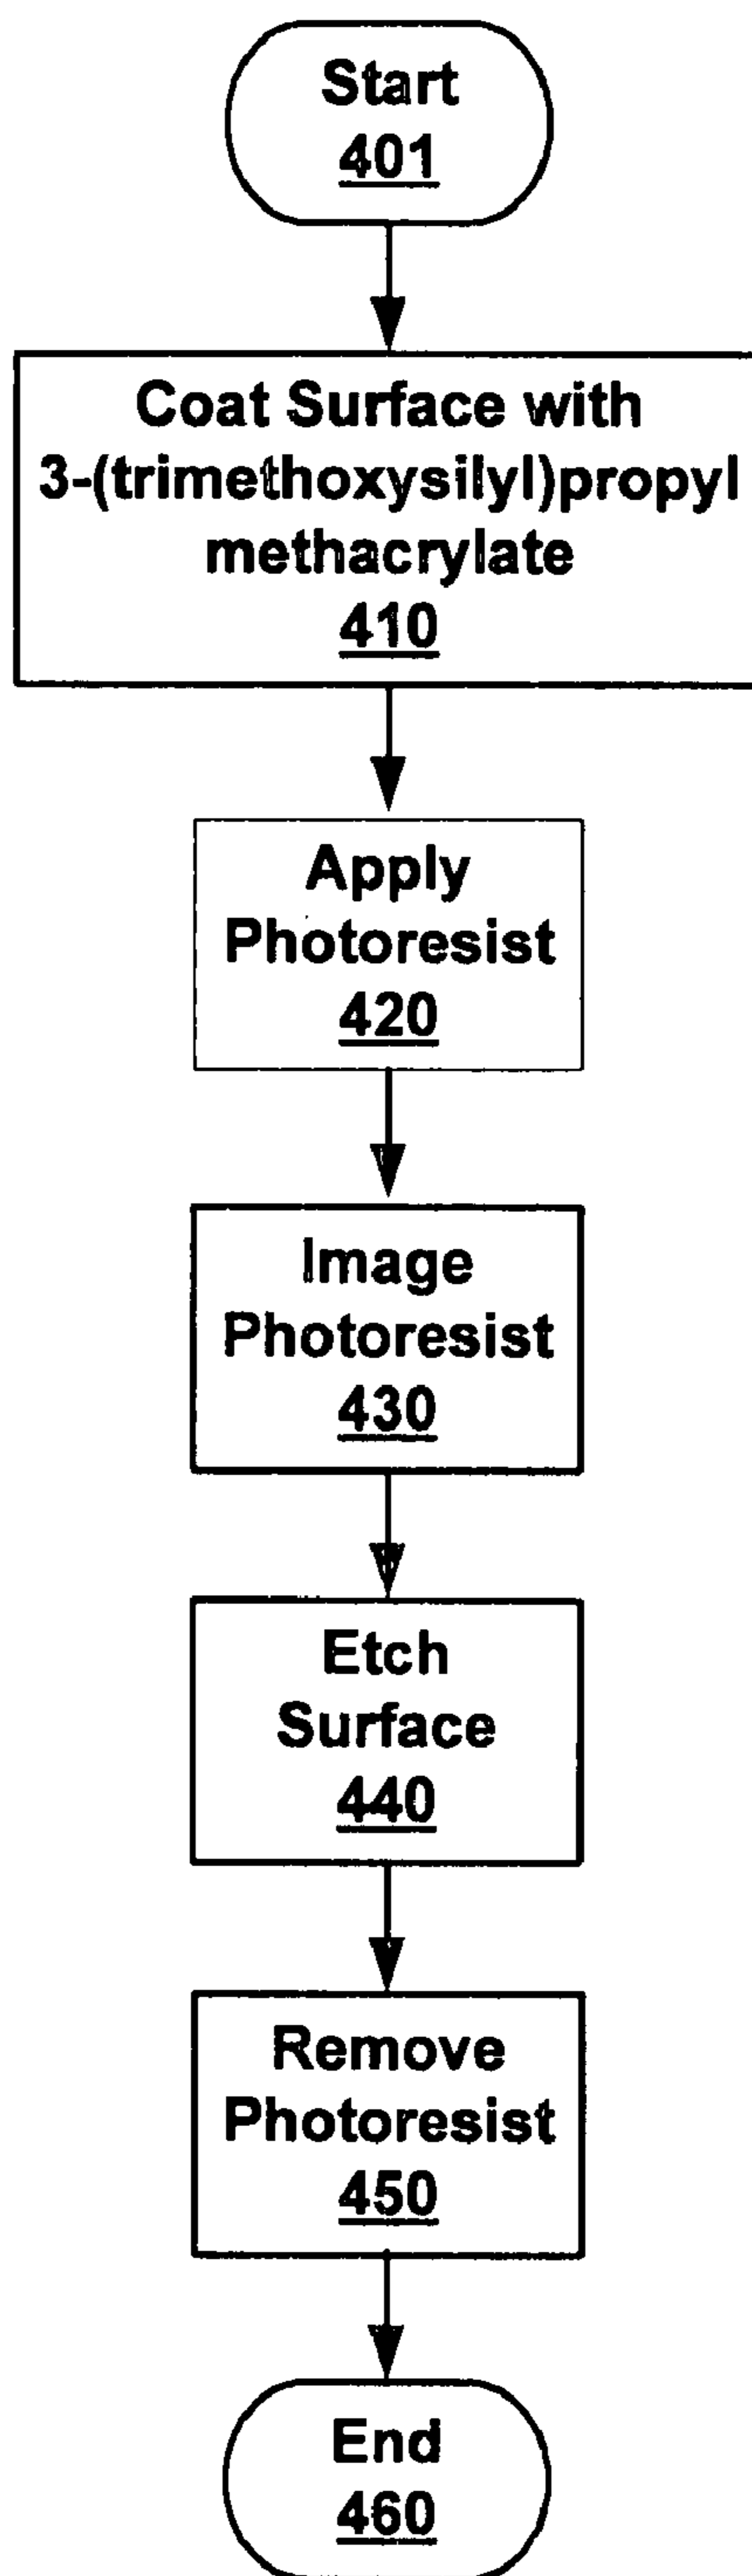 Start
401
Coat Surface with
3-(trimethoxysilyl)propyl
methacrylate
410
Apply
Photoresist
420
Image
Photoresist
430
Etch
Surface
440
Remove
Photoresist
450
End
460